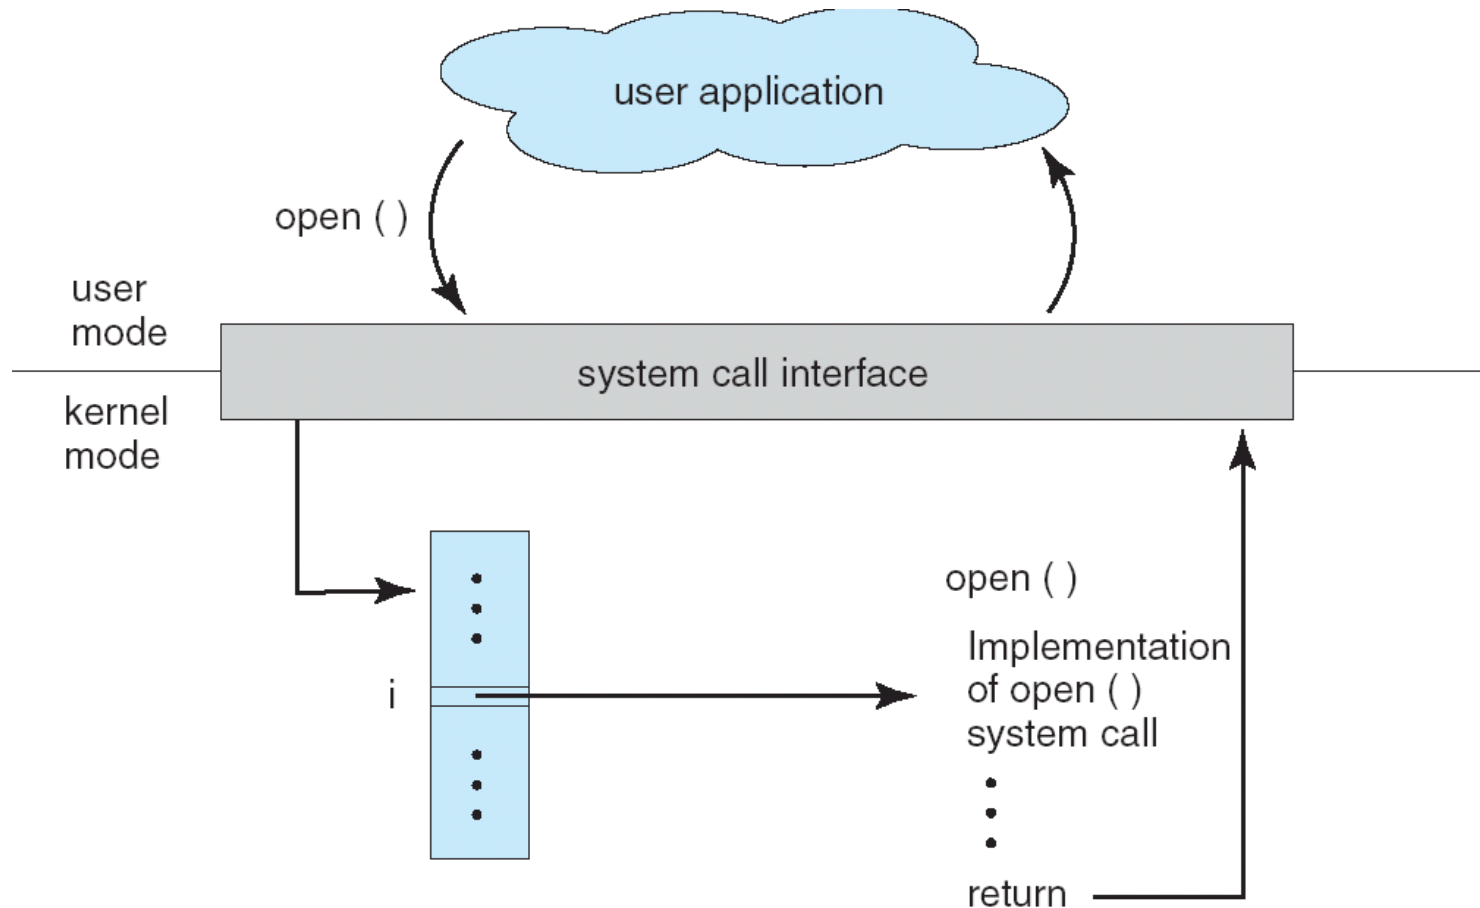 user application
open ( )
user
mode
system call interface
kernel
mode
open ( )
Implementation
of open ( )
system call
i
return